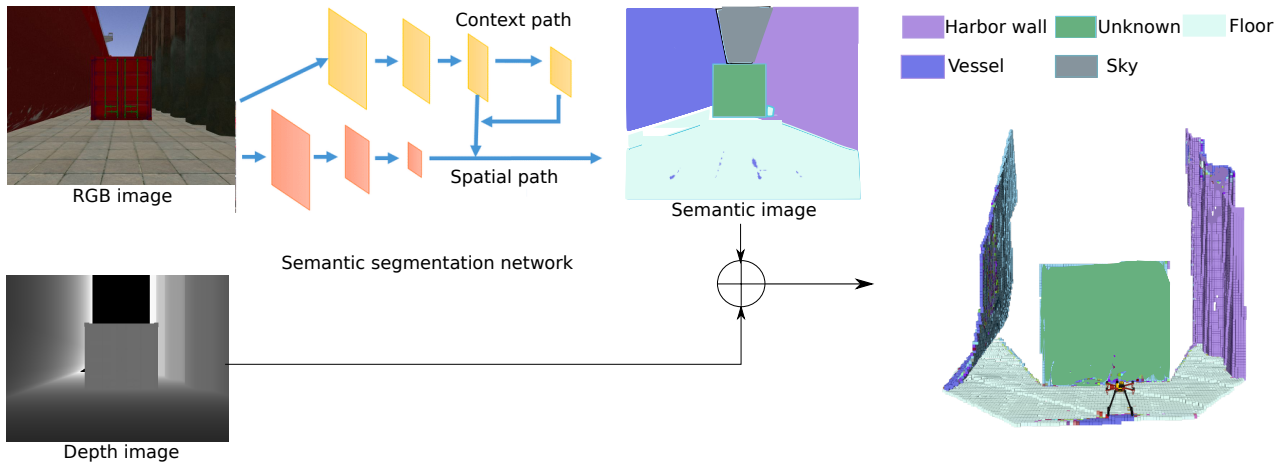 Context path
Harbor wall
Unknown
Floor
Vessel
Sky
RGB image
Spatial path
Semantic image
Semantic segmentation network
Depth image